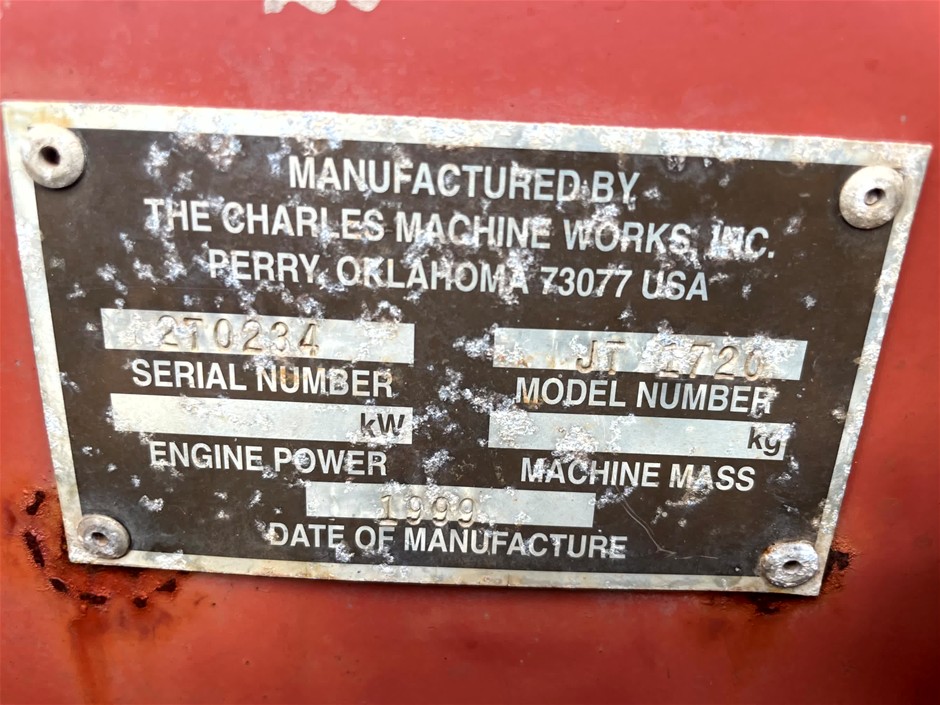 MANUFACTURED BY
THE CHARLES MACHINE WORKS, INC.
PERRY, OKLAHOMA 73077 USA
2T0234 JT 1720
SERIAL NUMBER MODEL NUMBER
kW kg
ENGINE POWER MACHINE MASS
1999
DATE OF MANUFACTURE